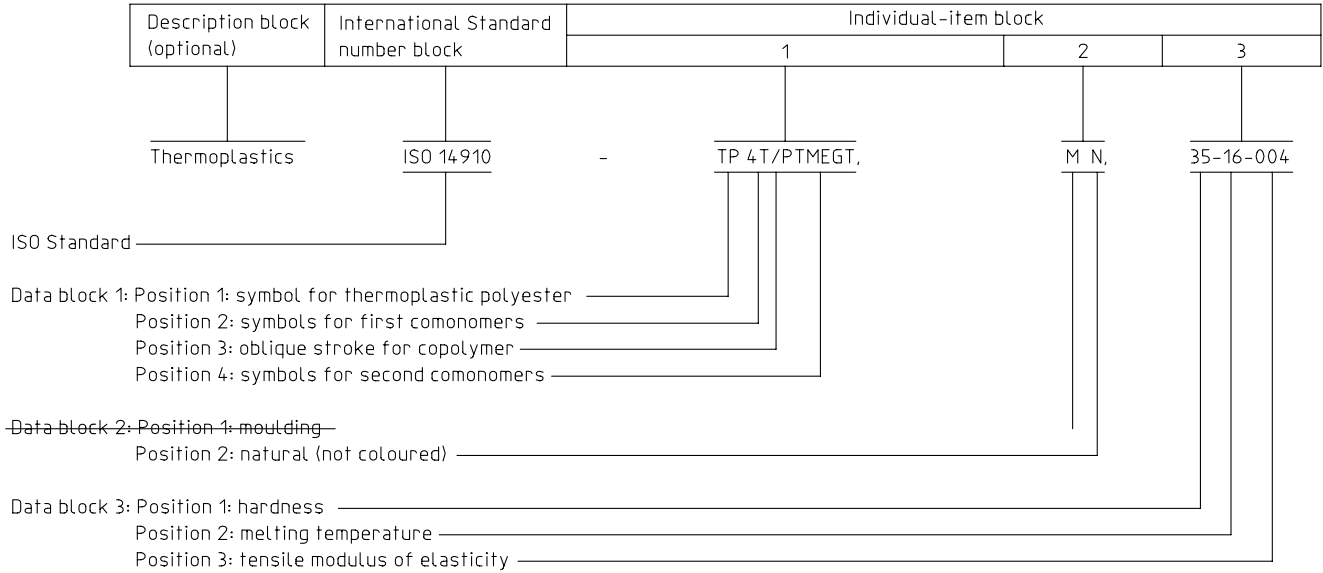 Description block
(optional)
International Standard
number block
Individual-item block
1
2
3
Thermoplastics
ISO 14910
-
TP 4T/PTMEGT,
M N,
35-16-004
ISO Standard
Data block 1: Position 1: symbol for thermoplastic polyester
Position 2: symbols for first comonomers
Position 3: oblique stroke for copolymer
Position 4: symbols for second comonomers
Data block 2: Position 1: moulding
Position 2: natural (not coloured)
Data block 3: Position 1: hardness
Position 2: melting temperature
Position 3: tensile modulus of elasticity